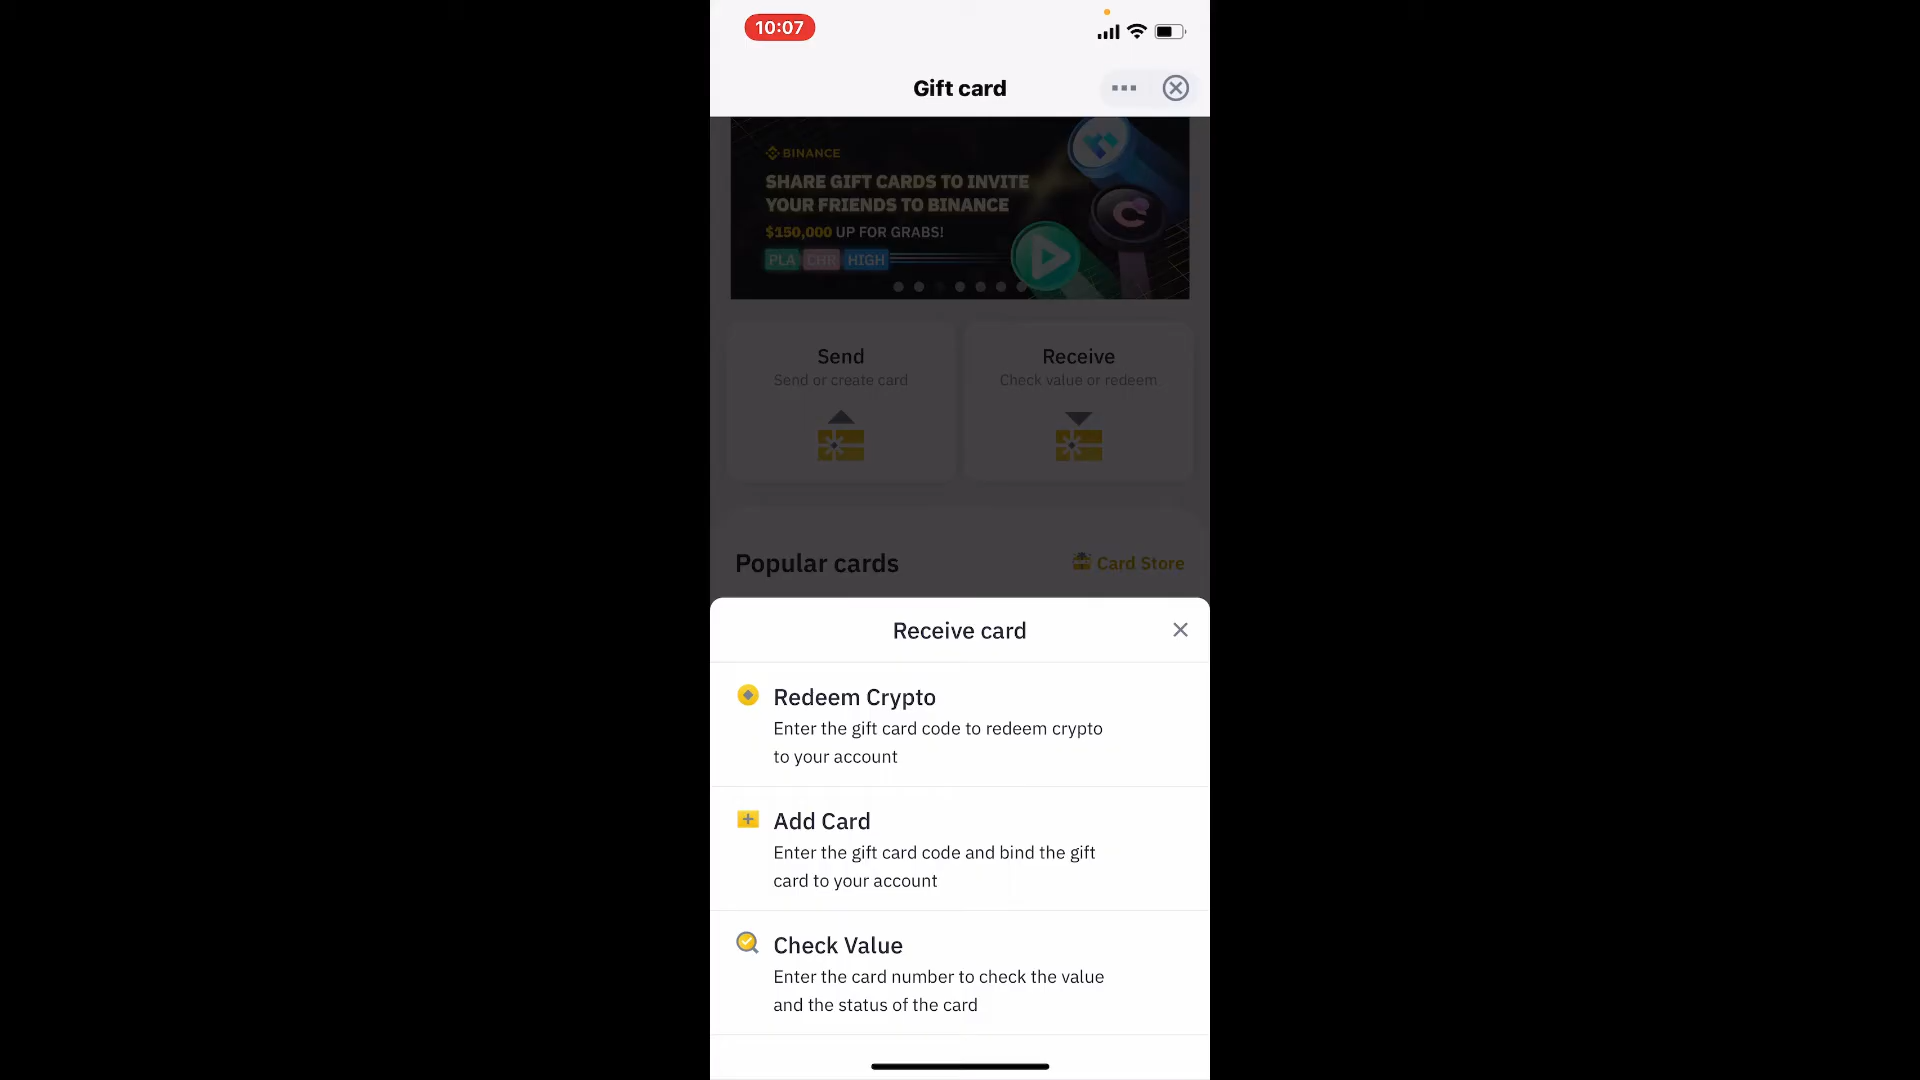 10:07
Gift card
BINANCE
SHARE GIFT CARDS TO INVITE
YOUR FRIENDS TO BINANCE
$150,000 UP FOR GRABS!
PLA CHR HIGH
Send
Send or create card
Receive
Check value or redeem
Popular cards
Card Store
Receive card
Redeem Crypto
Enter the gift card code to redeem crypto
to your account
Add Card
Enter the gift card code and bind the gift
card to your account
Check Value
Enter the card number to check the value
and the status of the card